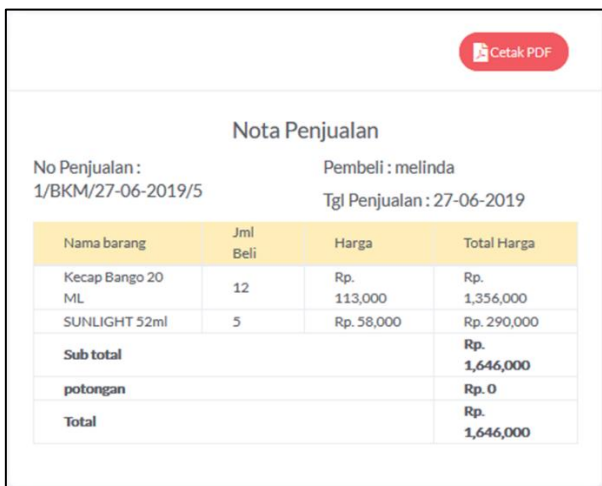 Cetak PDF
Nota Penjualan
No Penjualan :
1/BKM/27-06-2019/5
Pembeli : melinda
Tgl Penjualan : 27-06-2019
Nama barang Jml Beli Harga Total Harga
Kecap Bango 20 ML 12 Rp. 113,000 Rp. 1,356,000
SUNLIGHT 52ml 5 Rp. 58,000 Rp. 290,000
Sub total Rp. 1,646,000
potongan Rp. 0
Total Rp. 1,646,000